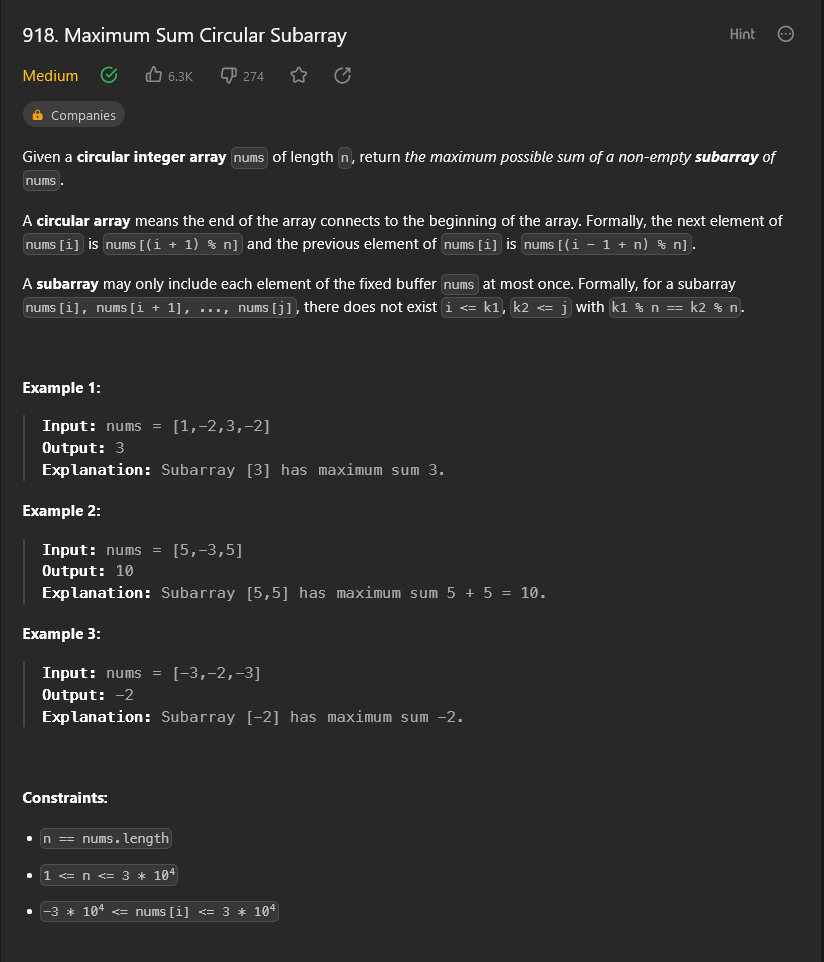 918. Maximum Sum Circular Subarray
Hint
Medium 6.3K 274
Companies
Given a circular integer array nums of length n, return the maximum possible sum of a non-empty subarray of
nums.
A circular array means the end of the array connects to the beginning of the array. Formally, the next element of
nums[i] is nums[(i + 1) % n] and the previous element of nums[i] is nums[(i - 1 + n) % n].
A subarray may only include each element of the fixed buffer nums at most once. Formally, for a subarray
nums[i], nums[i + 1], ..., nums[j], there does not exist i <= k1, k2 <= j with k1 % n == k2 % n.
Example 1:
Input: nums = [1,-2,3,-2]
Output: 3
Explanation: Subarray [3] has maximum sum 3.
Example 2:
Input: nums = [5,-3,5]
Output: 10
Explanation: Subarray [5,5] has maximum sum 5 + 5 = 10.
Example 3:
Input: nums = [-3,-2,-3]
Output: -2
Explanation: Subarray [-2] has maximum sum -2.
Constraints:
• n == nums.length
• 1 <= n <= 3 * 10⁴
• -3 * 10⁴ <= nums[i] <= 3 * 10⁴